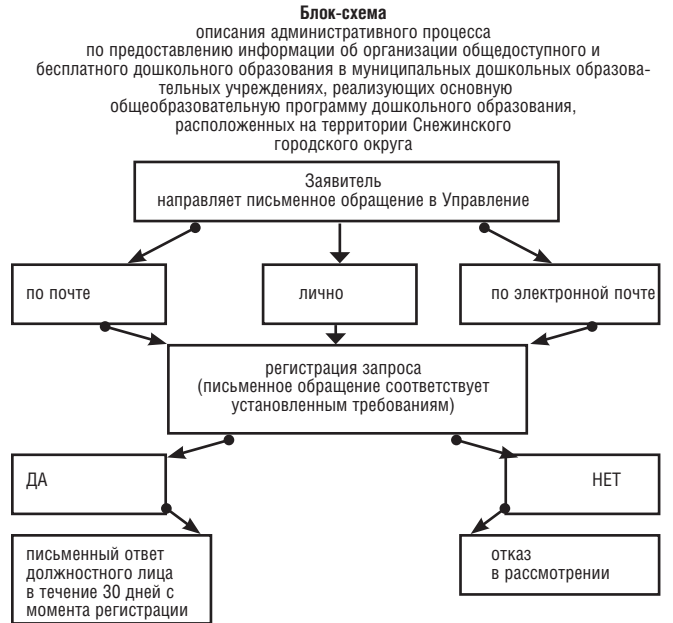 Блок-схема
описания административного процесса
по предоставлению информации об организации общедоступного и
бесплатного дошкольного образования в муниципальных дошкольных образова-
тельных учреждениях, реализующих основную
общеобразовательную программу дошкольного образования,
расположенных на территории Снежинского
городского округа
Заявитель
направляет письменное обращение в Управление
по почте
лично
по электронной почте
регистрация запроса
(письменное обращение соответствует
установленным требованиям)
ДА
НЕТ
письменный ответ
должностного лица
в течение 30 дней с
момента регистрации
отказ
в рассмотрении